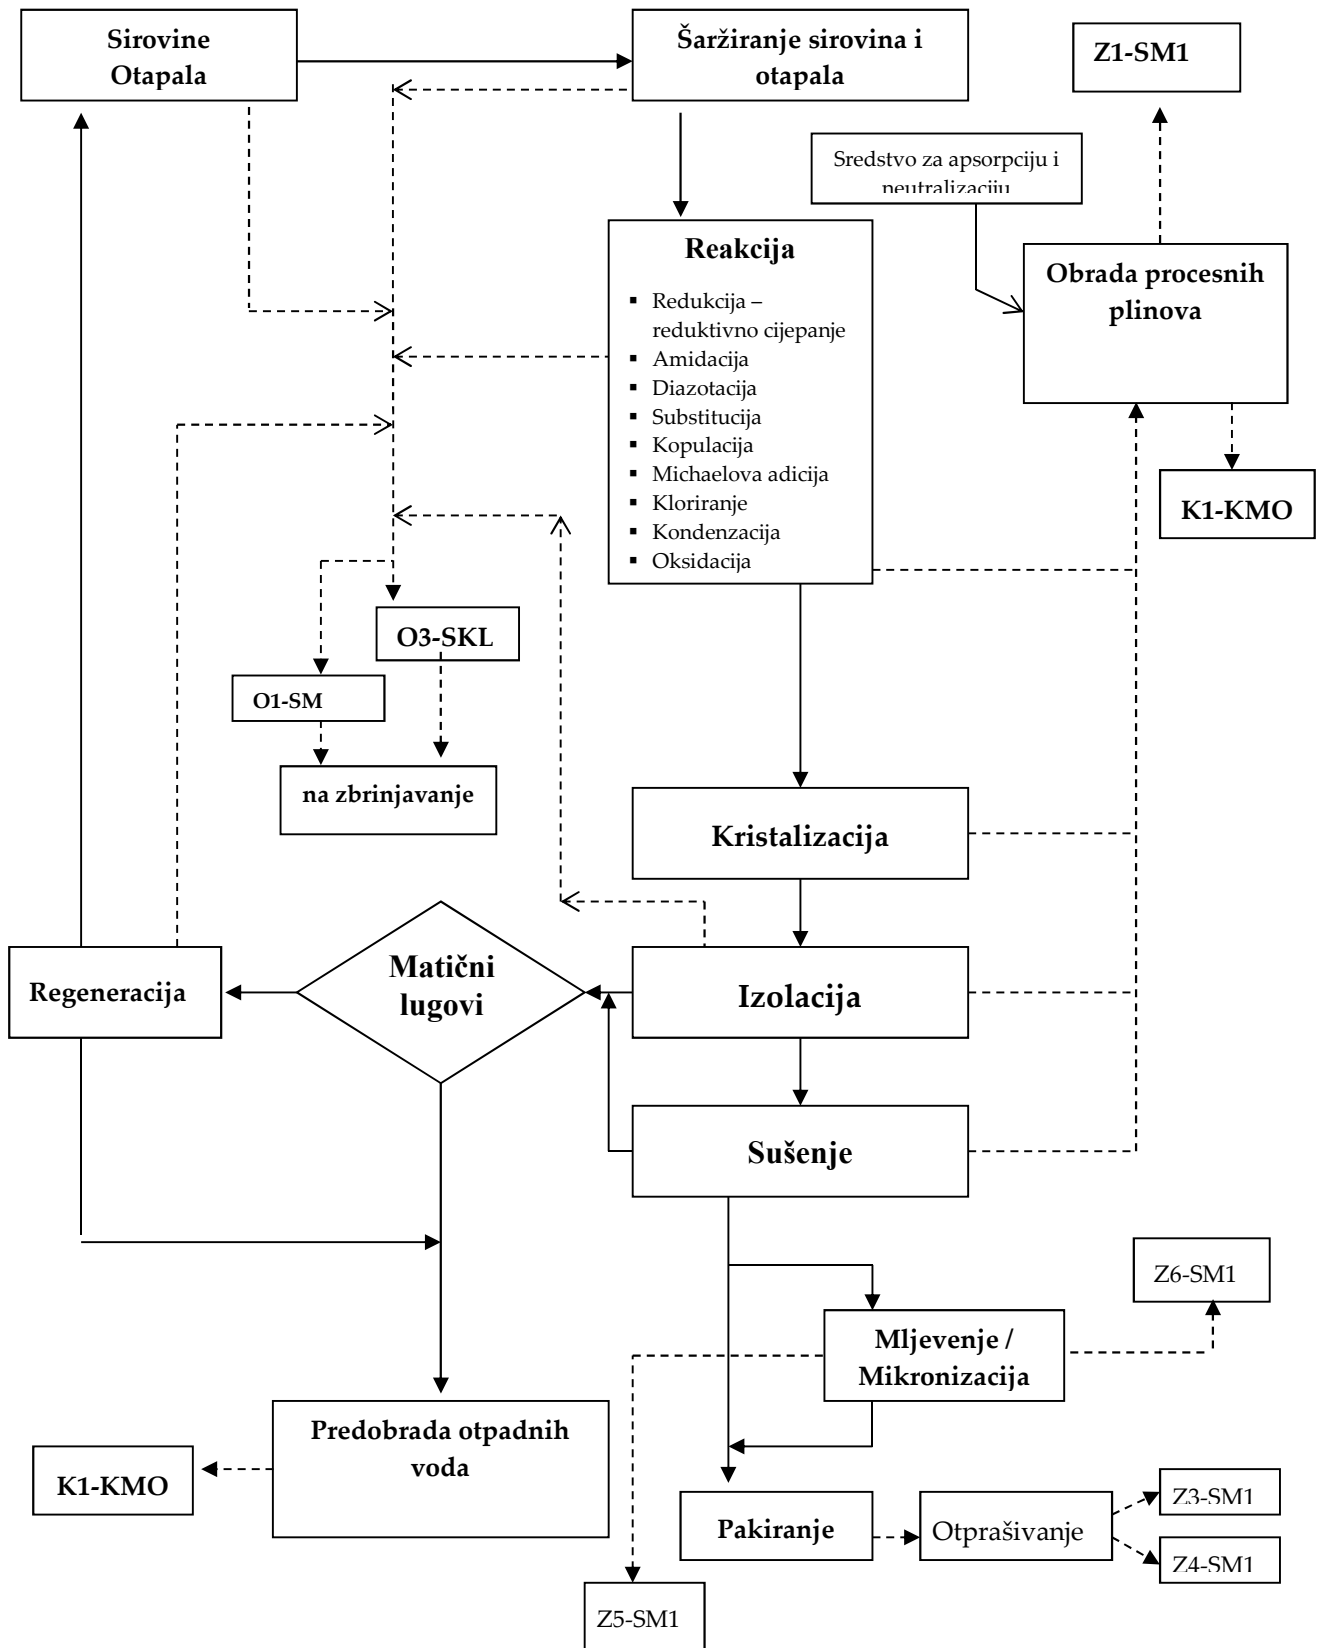 Sirovine
Otapala
Šaržiranje sirovina i
otapala
Z1-SM1
Sredstvo za apsorpciju i
neutralizaciju
Reakcija
▪ Redukcija –
reduktivno cijepanje
▪ Amidacija
▪ Diazotacija
▪ Substitucija
▪ Kopulacija
▪ Michaelova adicija
▪ Kloriranje
▪ Kondenzacija
▪ Oksidacija
Obrada procesnih
plinova
K1-KMO
O3-SKL
O1-SM
na zbrinjavanje
Kristalizacija
Matični
lugovi
Regeneracija
Izolacija
Sušenje
Z6-SM1
Mljevenje /
Mikronizacija
Predobrada otpadnih
voda
K1-KMO
Pakiranje
Otprašivanje
Z3-SM1
Z4-SM1
Z5-SM1